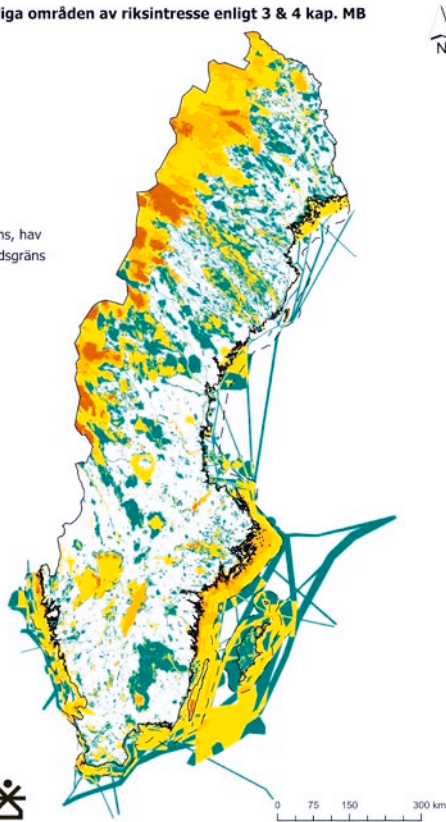 iga områden av riksintresse enligt 3 & 4 kap. MB
N
ns, hav
dsgräns
0 75 150 300 km